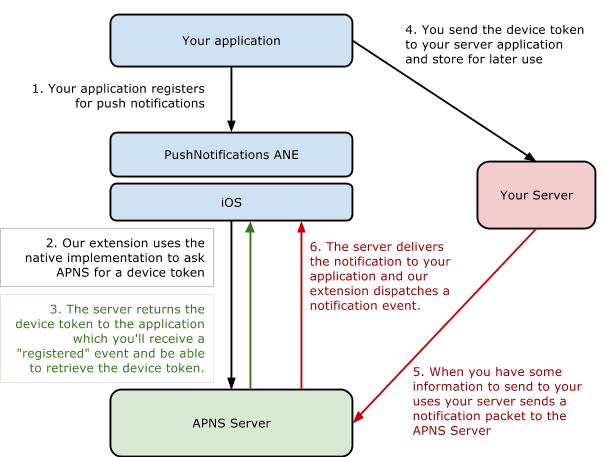 Your application
4. You send the device token
to your server application
and store for later use
1. Your application registers
for push notifications
PushNotifications ANE
iOS
Your Server
2. Our extension uses the
native implementation to ask
APNS for a device token
3. The server returns the
device token to the application
which you'll receive a
"registered" event and be able
to retrieve the device token.
6. The server delivers
the notification to your
application and our
extension dispatches a
notification event.
5. When you have some
information to send to your
uses your server sends a
notification packet to the
APNS Server
APNS Server